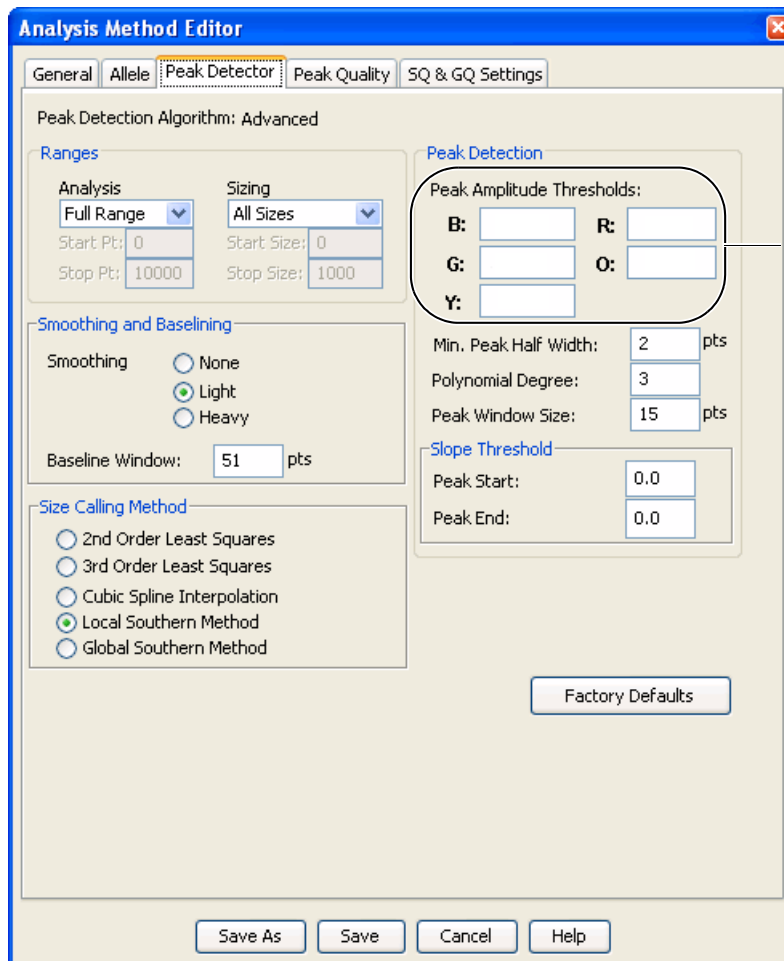 Analysis Method Editor
General Allele Peak Detector Peak Quality SQ & GQ Settings
Peak Detection Algorithm: Advanced
Ranges
Analysis Sizing
Full Range All Sizes
Start Pt: 0 Start Size: 0
Stop Pt: 10000 Stop Size: 1000
Smoothing and Baselining
Smoothing None
Light
Heavy
Baseline Window: 51 pts
Size Calling Method
2nd Order Least Squares
3rd Order Least Squares
Cubic Spline Interpolation
Local Southern Method
Global Southern Method
Peak Detection
Peak Amplitude Thresholds:
B: R:
G: O:
Y:
Min. Peak Half Width: 2 pts
Polynomial Degree: 3
Peak Window Size: 15 pts
Slope Threshold
Peak Start: 0.0
Peak End: 0.0
Factory Defaults
Save As Save Cancel Help